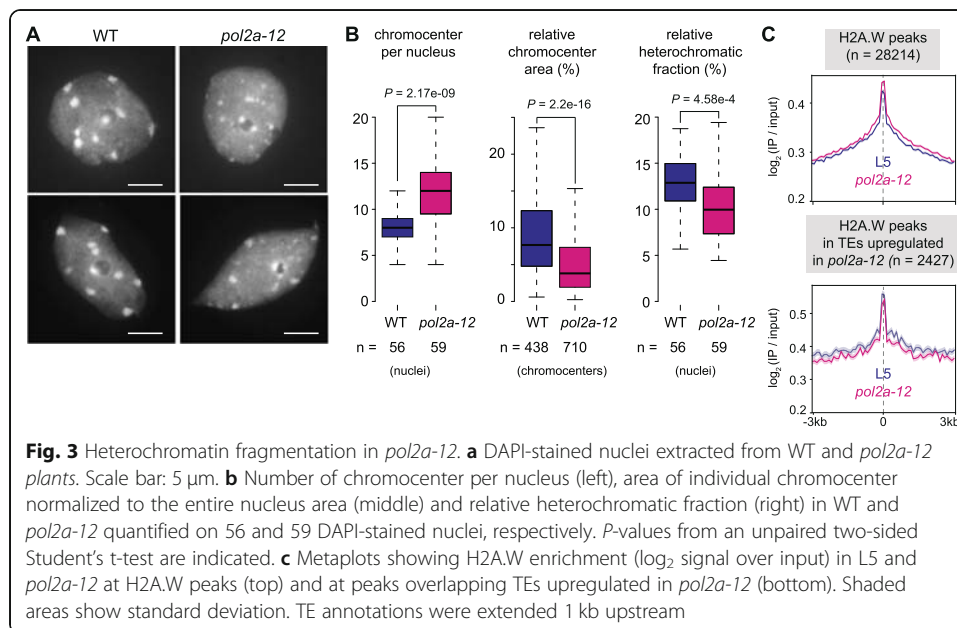 A
WT
pol2a-12
B
chromocenter
per nucleus
P = 2.17e-09
20
15
10
5
0
WT pol2a-12
n = 56 59
(nuclei)
relative
chromocenter
area (%)
P = 2.2e-16
25
20
15
10
5
0
WT pol2a-12
438 710
(chromocenters)
relative
heterochromatic
fraction (%)
P = 4.58e-4
20
15
10
5
0
WT pol2a-12
n = 56 59
(nuclei)
C
H2A.W peaks
(n = 28214)
log2 (IP / input)
0.4
0.3
0.2
L5
pol2a-12
H2A.W peaks
in TEs upregulated
in pol2a-12 (n = 2427)
log2 (IP / input)
0.5
0.4
0.3
0.2
L5
pol2a-12
-3kb 0 3kb
Fig. 3 Heterochromatin fragmentation in pol2a-12. a DAPI-stained nuclei extracted from WT and pol2a-12
plants. Scale bar: 5 μm. b Number of chromocenter per nucleus (left), area of individual chromocenter
normalized to the entire nucleus area (middle) and relative heterochromatic fraction (right) in WT and
pol2a-12 quantified on 56 and 59 DAPI-stained nuclei, respectively. P-values from an unpaired two-sided
Student's t-test are indicated. c Metaplots showing H2A.W enrichment (log2 signal over input) in L5 and
pol2a-12 at H2A.W peaks (top) and at peaks overlapping TEs upregulated in pol2a-12 (bottom). Shaded
areas show standard deviation. TE annotations were extended 1 kb upstream